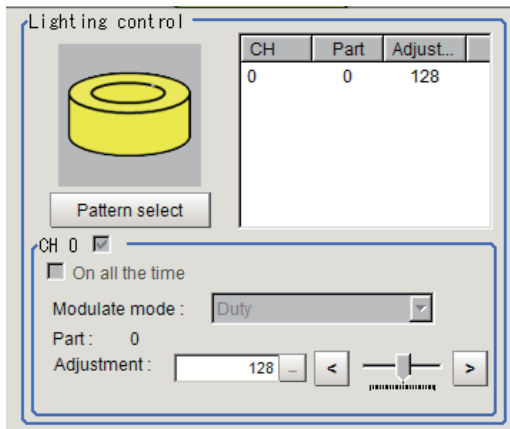 Lighting control
CH Part Adjust...
0 0 128
Pattern select
CH 0
On all the time
Modulate mode : Duty
Part : 0
Adjustment : 128 ... < >